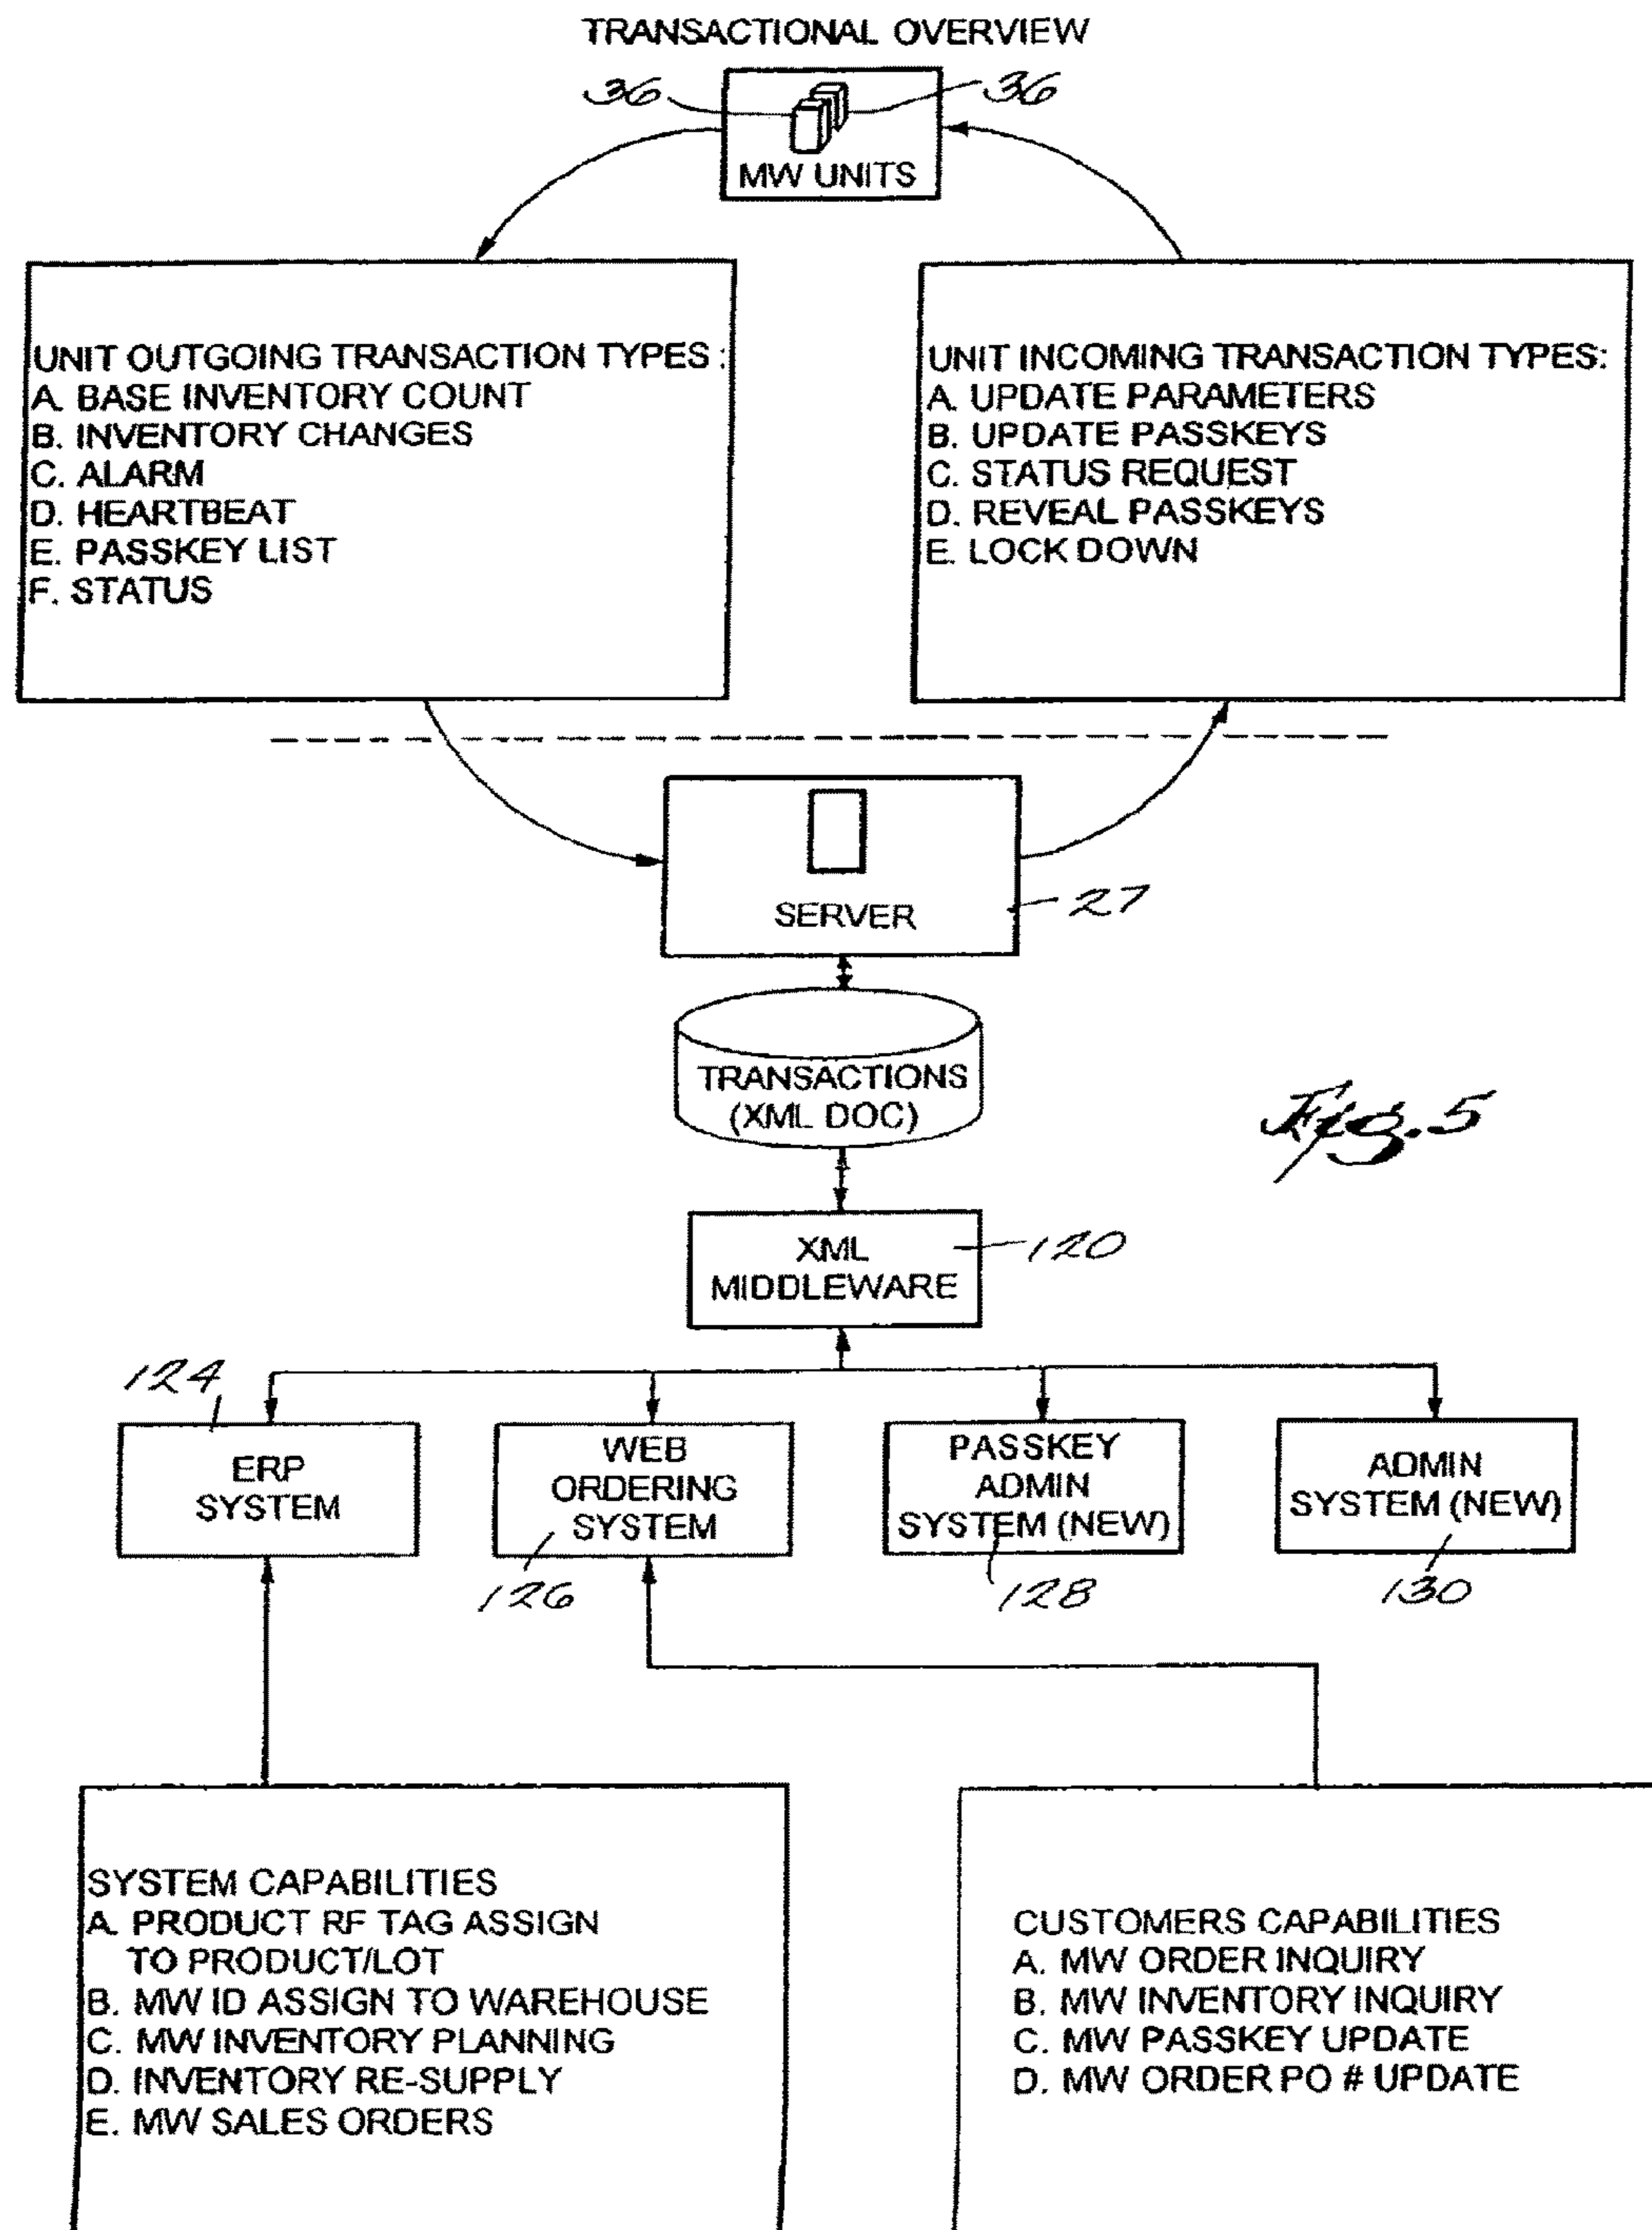 TRANSACTIONAL OVERVIEW
36
36
MW UNITS
UNIT OUTGOING TRANSACTION TYPES :
A. BASE INVENTORY COUNT
B. INVENTORY CHANGES
C. ALARM
D. HEARTBEAT
E. PASSKEY LIST
F. STATUS
UNIT INCOMING TRANSACTION TYPES:
A. UPDATE PARAMETERS
B. UPDATE PASSKEYS
C. STATUS REQUEST
D. REVEAL PASSKEYS
E. LOCK DOWN
SERVER
27
TRANSACTIONS
(XML DOC)
Fig. 5
XML
MIDDLEWARE
120
124
ERP
SYSTEM
WEB
ORDERING
SYSTEM
126
PASSKEY
ADMIN
SYSTEM (NEW)
128
ADMIN
SYSTEM (NEW)
130
SYSTEM CAPABILITIES
A. PRODUCT RF TAG ASSIGN
TO PRODUCT/LOT
B. MW ID ASSIGN TO WAREHOUSE
C. MW INVENTORY PLANNING
D. INVENTORY RE-SUPPLY
E. MW SALES ORDERS
CUSTOMERS CAPABILITIES
A. MW ORDER INQUIRY
B. MW INVENTORY INQUIRY
C. MW PASSKEY UPDATE
D. MW ORDER PO # UPDATE